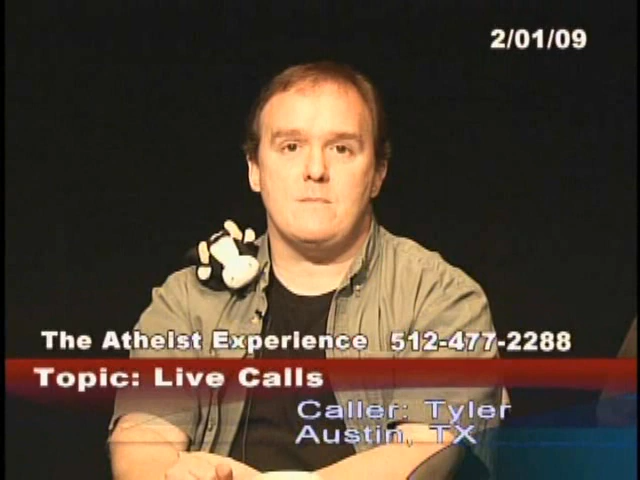 2/01/09
The Atheist Experience 512-477-2288
Topic: Live Calls
Caller: Tyler
Austin, TX